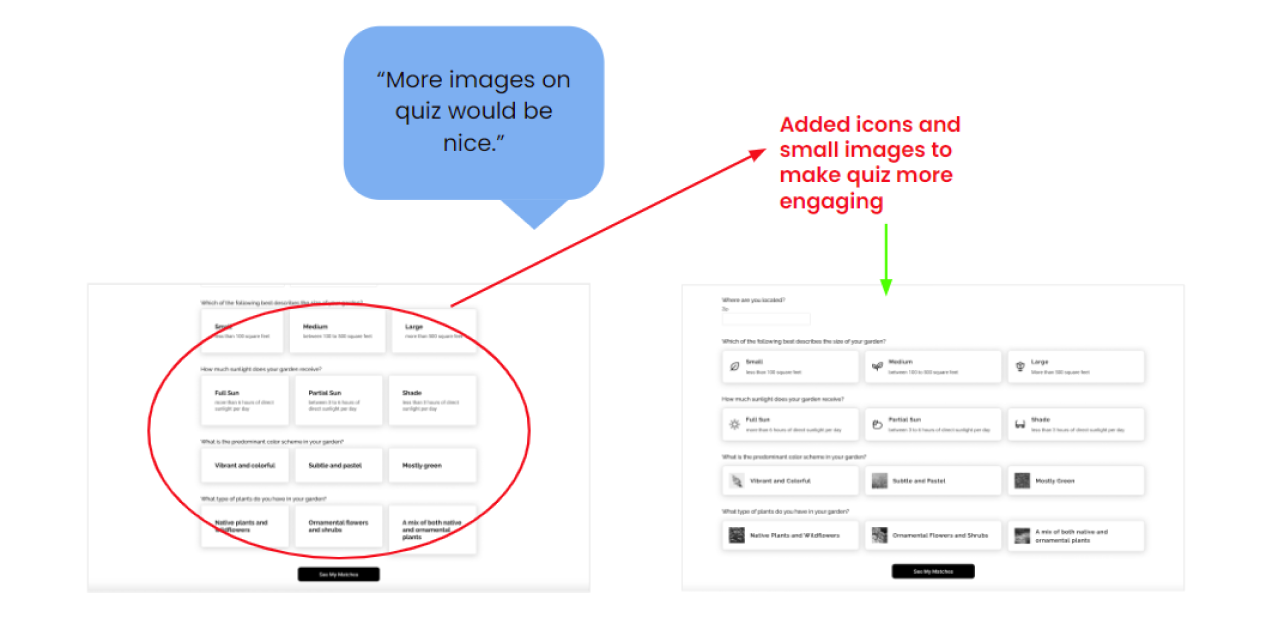 “More images on
quiz would be
nice.”
Added icons and
small images to
make quiz more
engaging
Which of the following best describes the size of your garden?
Small
less than 100 square feet
Medium
between 100 to 500 square feet
Large
more than 500 square feet
How much sunlight does your garden receive?
Full Sun
more than 6 hours of direct
sunlight per day
Partial Sun
between 3 to 6 hours of
direct sunlight per day
Shade
less than 3 hours of direct
sunlight per day
What is the predominant color scheme in your garden?
Vibrant and colorful
Subtle and pastel
Mostly green
What type of plants do you have in your garden?
Native plants and
wildflowers
Ornamental flowers
and shrubs
A mix of both native
and ornamental
plants
See My Matches
Where are you located?
Zip
Which of the following best describes the size of your garden?
Small
less than 100 square feet
Medium
between 100 to 500 square feet
Large
More than 500 square feet
How much sunlight does your garden receive?
Full Sun
more than 6 hours of direct sunlight per day
Partial Sun
between 3 to 6 hours of direct sunlight per day
Shade
less than 3 hours of direct sunlight per day
What is the predominant color scheme in your garden?
Vibrant and Colorful
Subtle and Pastel
Mostly Green
What type of plants do you have in your garden?
Native Plants and Wildflowers
Ornamental Flowers and Shrubs
A mix of both native and
ornamental plants
See My Matches